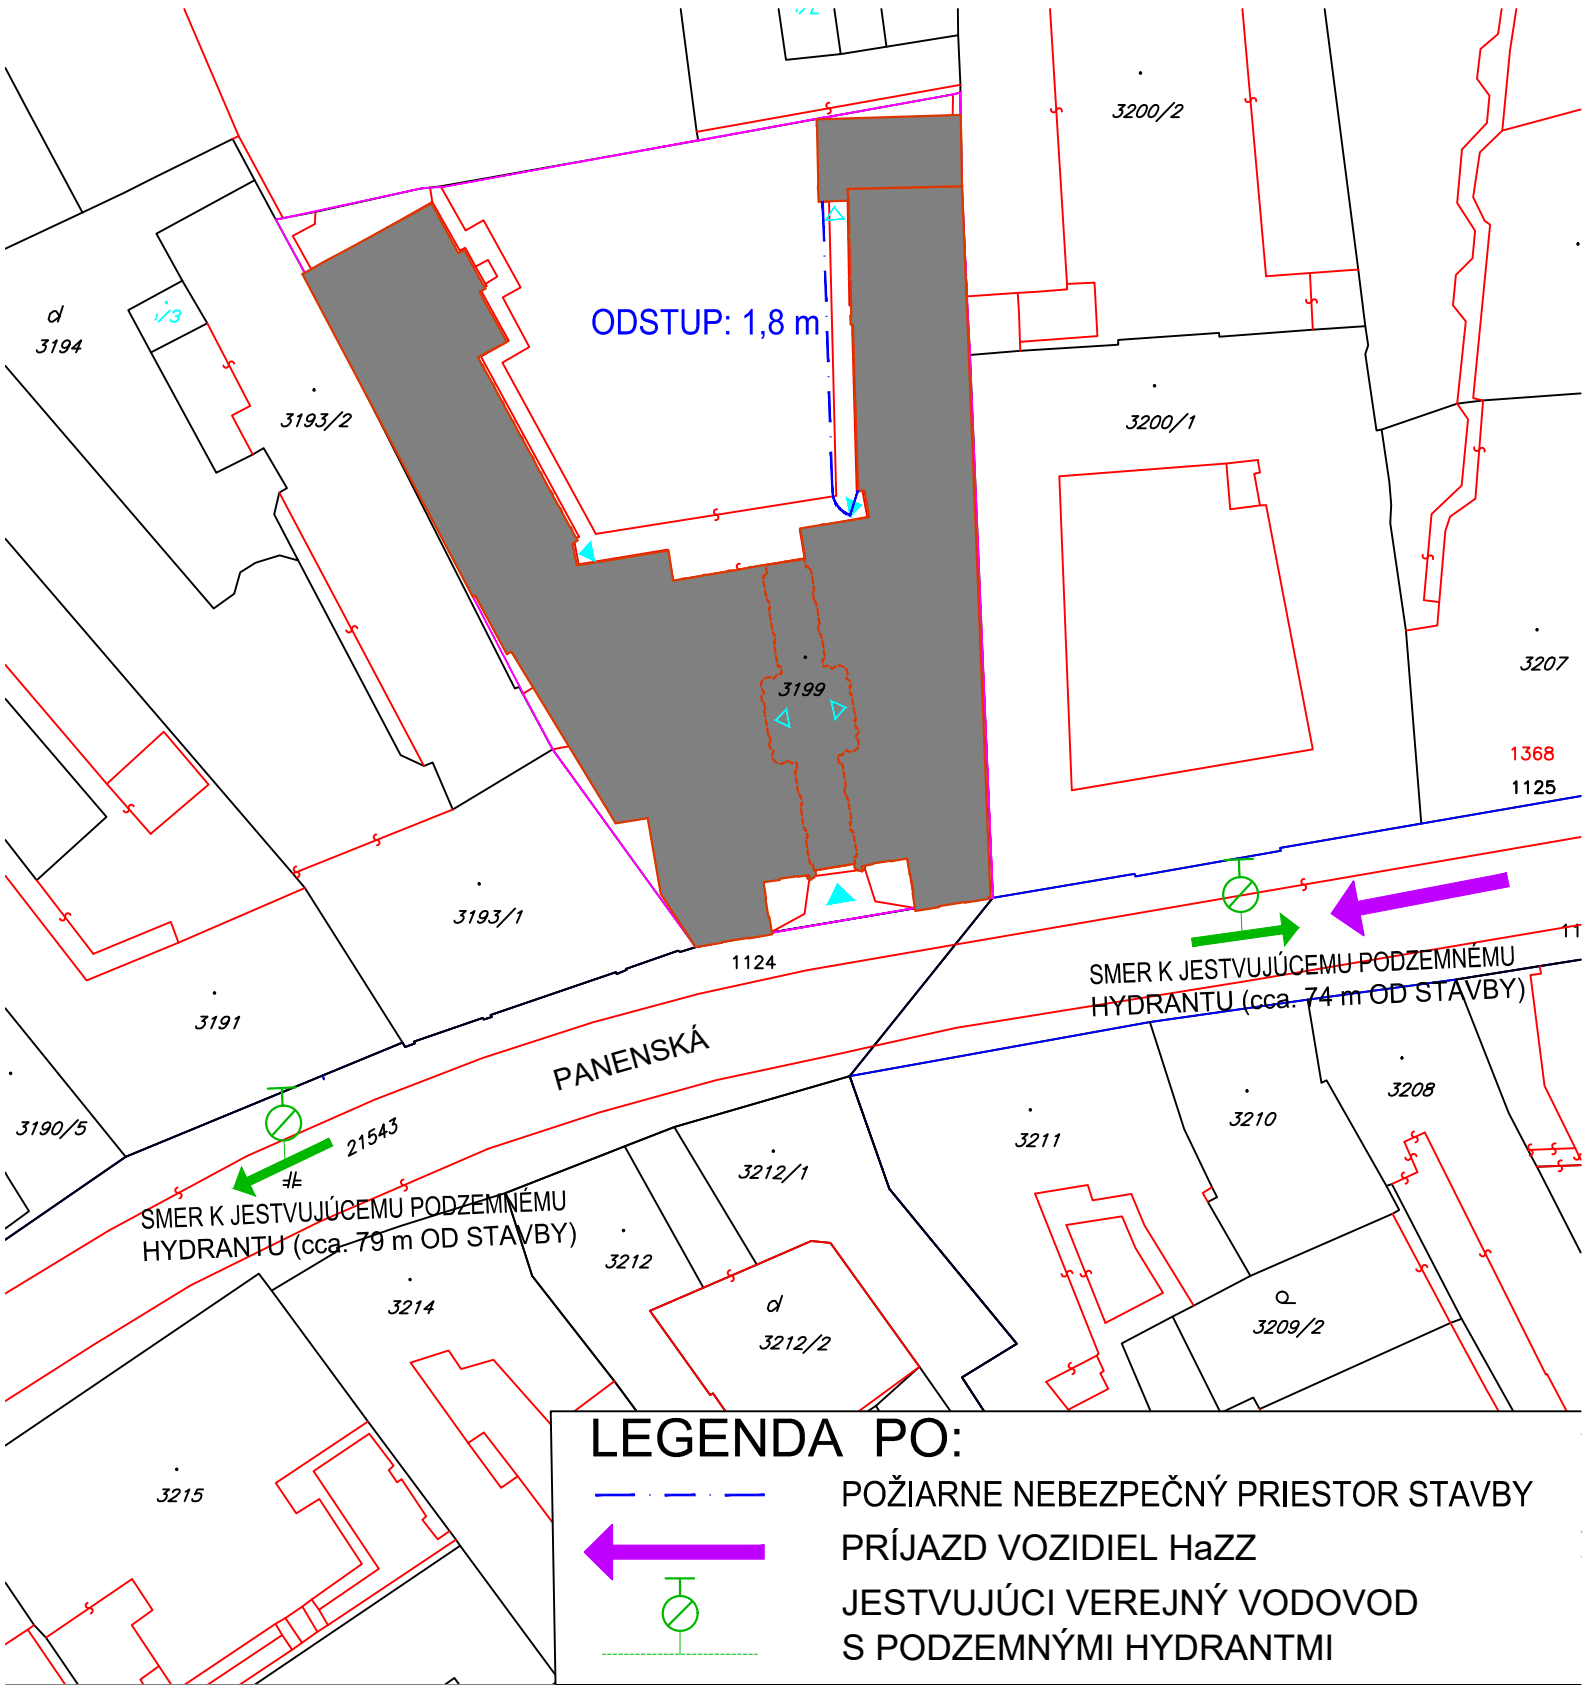 3200/2
ODSTUP: 1,8 m
d
3194
1/3
3193/2
3200/1
3207
3199
1368
1125
3193/1
1124
SMER K JESTVUJÚCEMU PODZEMNÉMU
HYDRANTU (cca. 74 m OD STAVBY)
11
3191
PANENSKÁ
3190/5
21543
3208
3210
3211
3212/1
SMER K JESTVUJÚCEMU PODZEMNÉMU
HYDRANTU (cca. 79 m OD STAVBY)
3212
3214
d
3212/2
3209/2
LEGENDA PO:
3215
POŽIARNE NEBEZPEČNÝ PRIESTOR STAVBY
PRÍJAZD VOZIDIEL HaZZ
JESTVUJÚCI VEREJNÝ VODOVOD
S PODZEMNÝMI HYDRANTMI